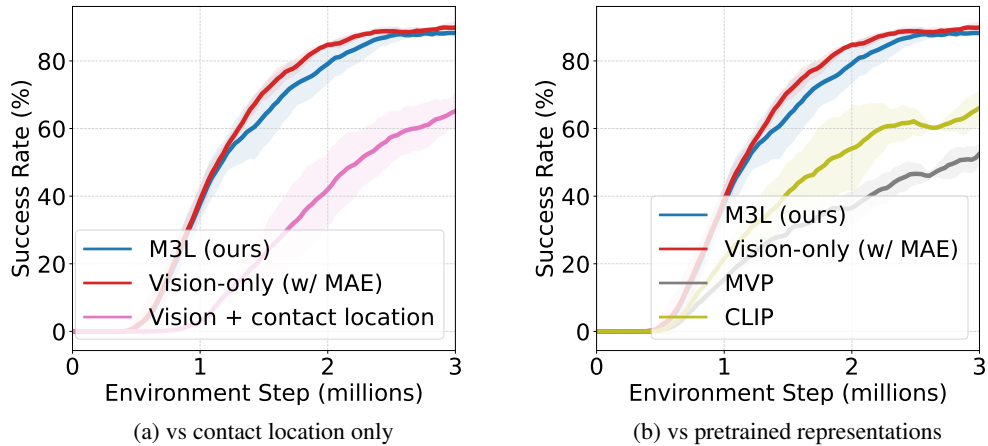 Success Rate (%)
80
60
40
20
0
M3L (ours)
Vision-only (w/ MAE)
Vision + contact location
0 1 2 3
Environment Step (millions)
(a) vs contact location only
Success Rate (%)
80
60
40
20
0
M3L (ours)
Vision-only (w/ MAE)
MVP
CLIP
0 1 2 3
Environment Step (millions)
(b) vs pretrained representations